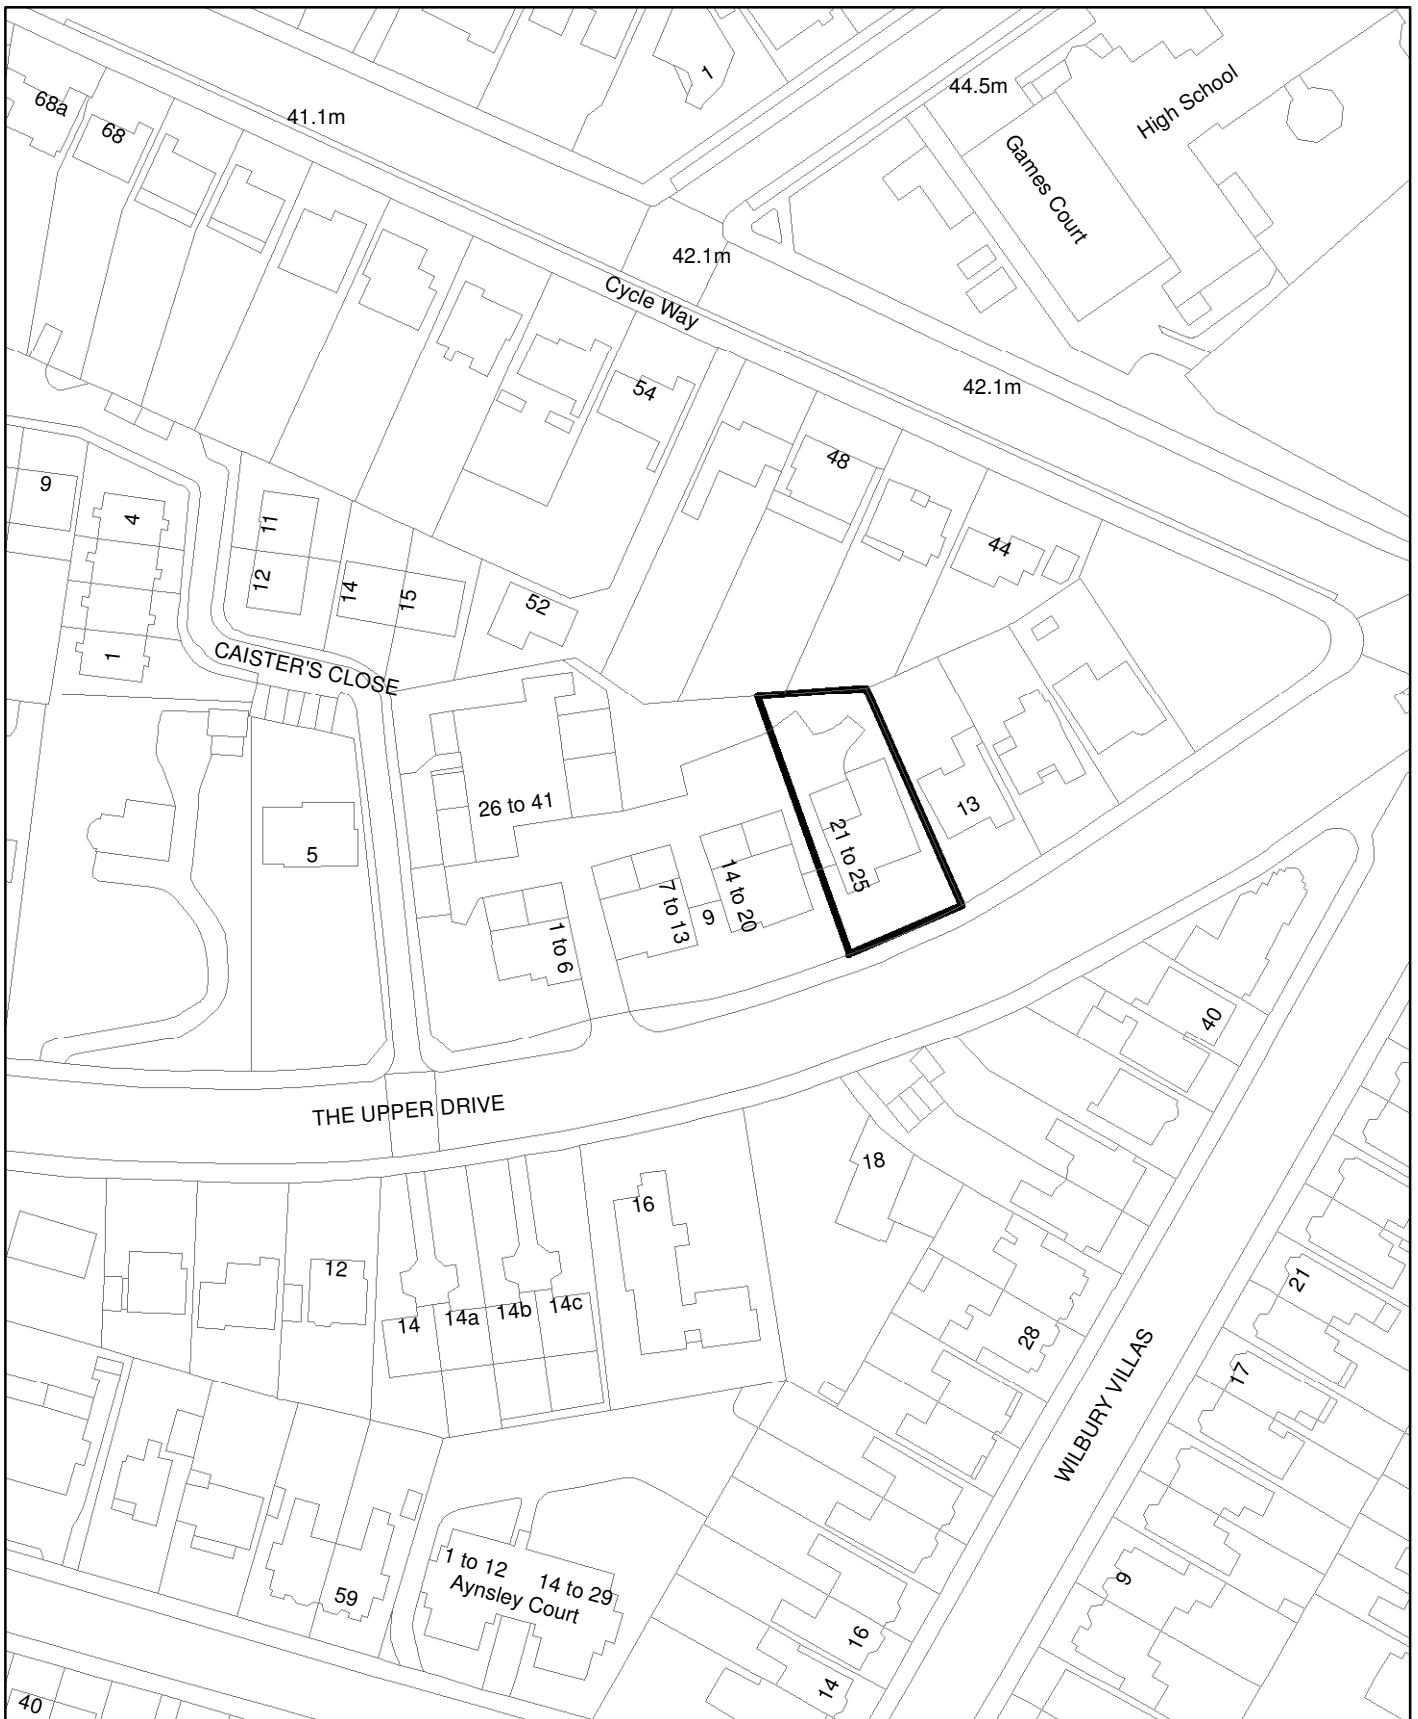 1
68a
68
41.1m
44.5m
High School
Games Court
42.1m
Cycle Way
42.1m
54
48
9
4
11
44
12
14
15
52
1
CAISTER'S CLOSE
26 to 41
13
5
21 to 25
14 to 20
7 to 13
9
1 to 6
40
THE UPPER DRIVE
18
16
12
14
14a
14b
14c
21
28
17
WILBURY VILLAS
1 to 12
14 to 29
Aynsley Court
59
9
16
14
40